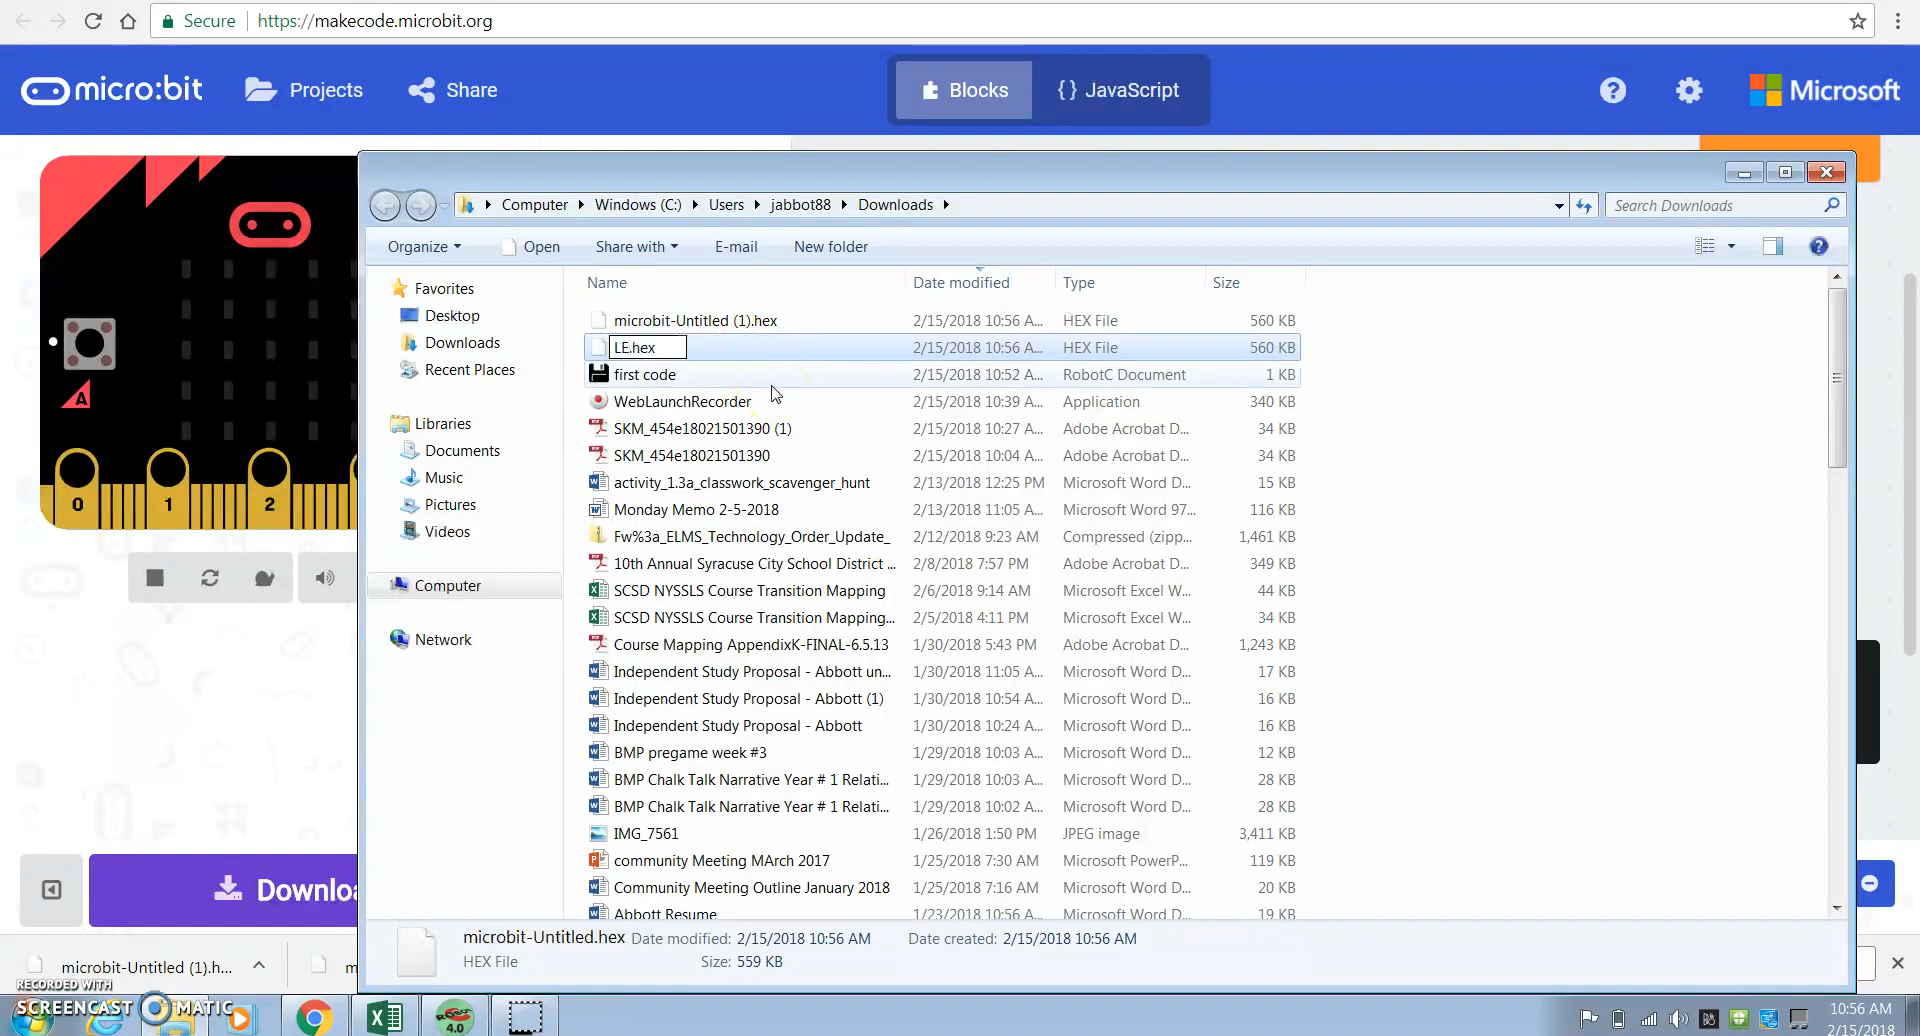 Secure https://makecode.microbit.org
micro:bit Projects Share Blocks {} JavaScript ? Microsoft
Computer Windows (C:) Users jabbot88 Downloads Search Downloads
Organize Open Share with E-mail New folder
Name Date modified Type Size
Favorites
Desktop
Downloads
Recent Places
Libraries
Documents
Music
Pictures
Videos
Computer
Network
microbit-Untitled (1).hex 2/15/2018 10:56 A... HEX File 560 KB
LE.hex 2/15/2018 10:56 A... HEX File 560 KB
first code 2/15/2018 10:52 A... RobotC Document 1 KB
WebLaunchRecorder 2/15/2018 10:39 A... Application 340 KB
SKM_454e18021501390 (1) 2/15/2018 10:27 A... Adobe Acrobat D... 34 KB
SKM_454e18021501390 2/15/2018 10:04 A... Adobe Acrobat D... 34 KB
activity_1.3a_classwork_scavenger_hunt 2/13/2018 12:25 PM Microsoft Word D... 15 KB
Monday Memo 2-5-2018 2/13/2018 11:05 A... Microsoft Word 97... 116 KB
Fw%3a_ELMS_Technology_Order_Update_ 2/12/2018 9:23 AM Compressed (zipp... 1,461 KB
10th Annual Syracuse City School District ... 2/8/2018 7:57 PM Adobe Acrobat D... 349 KB
SCSD NYSSLS Course Transition Mapping 2/6/2018 9:14 AM Microsoft Excel W... 44 KB
SCSD NYSSLS Course Transition Mapping... 2/5/2018 4:11 PM Microsoft Excel W... 34 KB
Course Mapping AppendixK-FINAL-6.5.13 1/30/2018 5:43 PM Adobe Acrobat D... 1,243 KB
Independent Study Proposal - Abbott un... 1/30/2018 11:05 A... Microsoft Word D... 17 KB
Independent Study Proposal - Abbott (1) 1/30/2018 10:54 A... Microsoft Word D... 16 KB
Independent Study Proposal - Abbott 1/30/2018 10:24 A... Microsoft Word D... 16 KB
BMP pregame week #3 1/29/2018 10:03 A... Microsoft Word D... 12 KB
BMP Chalk Talk Narrative Year # 1 Relati... 1/29/2018 10:03 A... Microsoft Word D... 28 KB
BMP Chalk Talk Narrative Year # 1 Relati... 1/29/2018 10:02 A... Microsoft Word D... 28 KB
IMG_7561 1/26/2018 1:50 PM JPEG image 3,411 KB
community Meeting MArch 2017 1/25/2018 7:30 AM Microsoft PowerP... 119 KB
Community Meeting Outline January 2018 1/25/2018 7:16 AM Microsoft Word D... 20 KB
Abbott Resume 1/23/2018 10:56 A... Microsoft Word D... 19 KB
A
0 1 2
Downloa
microbit-Untitled.hex Date modified: 2/15/2018 10:56 AM Date created: 2/15/2018 10:56 AM
HEX File Size: 559 KB
microbit-Untitled (1).h... m
RECORDED WITH
SCREENCAST MATIC
4.0
10:56 AM
2/15/2018